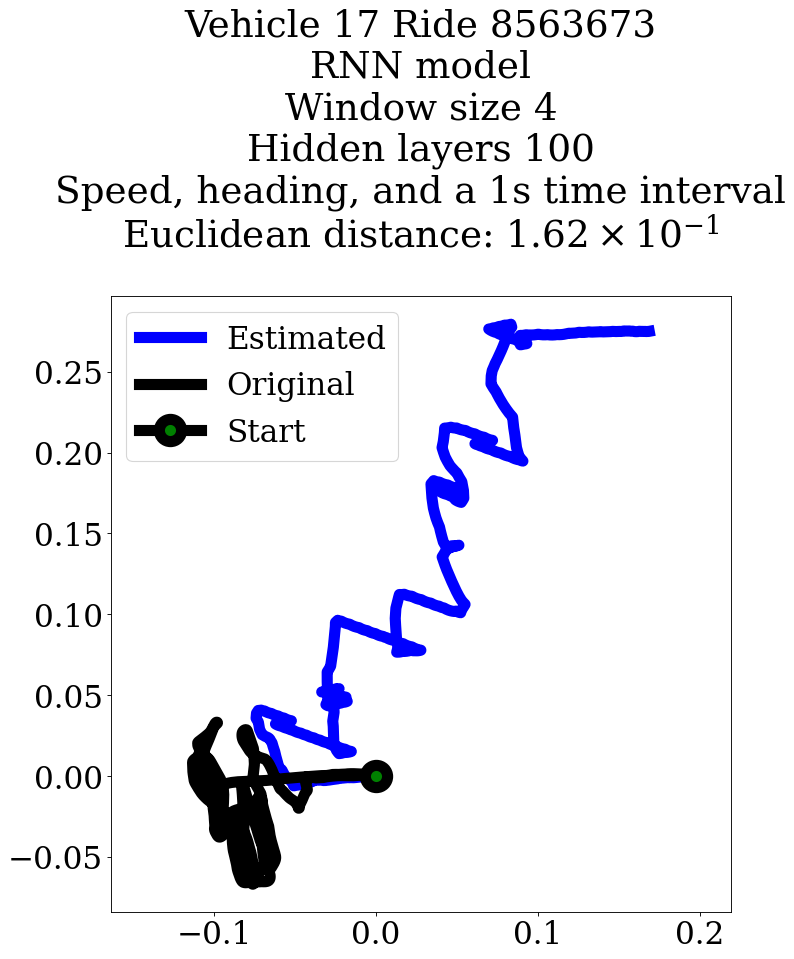 Vehicle 17 Ride 8563673
RNN model
Window size 4
Hidden layers 100
Speed, heading, and a 1s time interval
Euclidean distance: 1.62 × 10⁻¹
Estimated
Original
Start
0.25
0.20
0.15
0.10
0.05
0.00
−0.05
−0.1
0.0
0.1
0.2